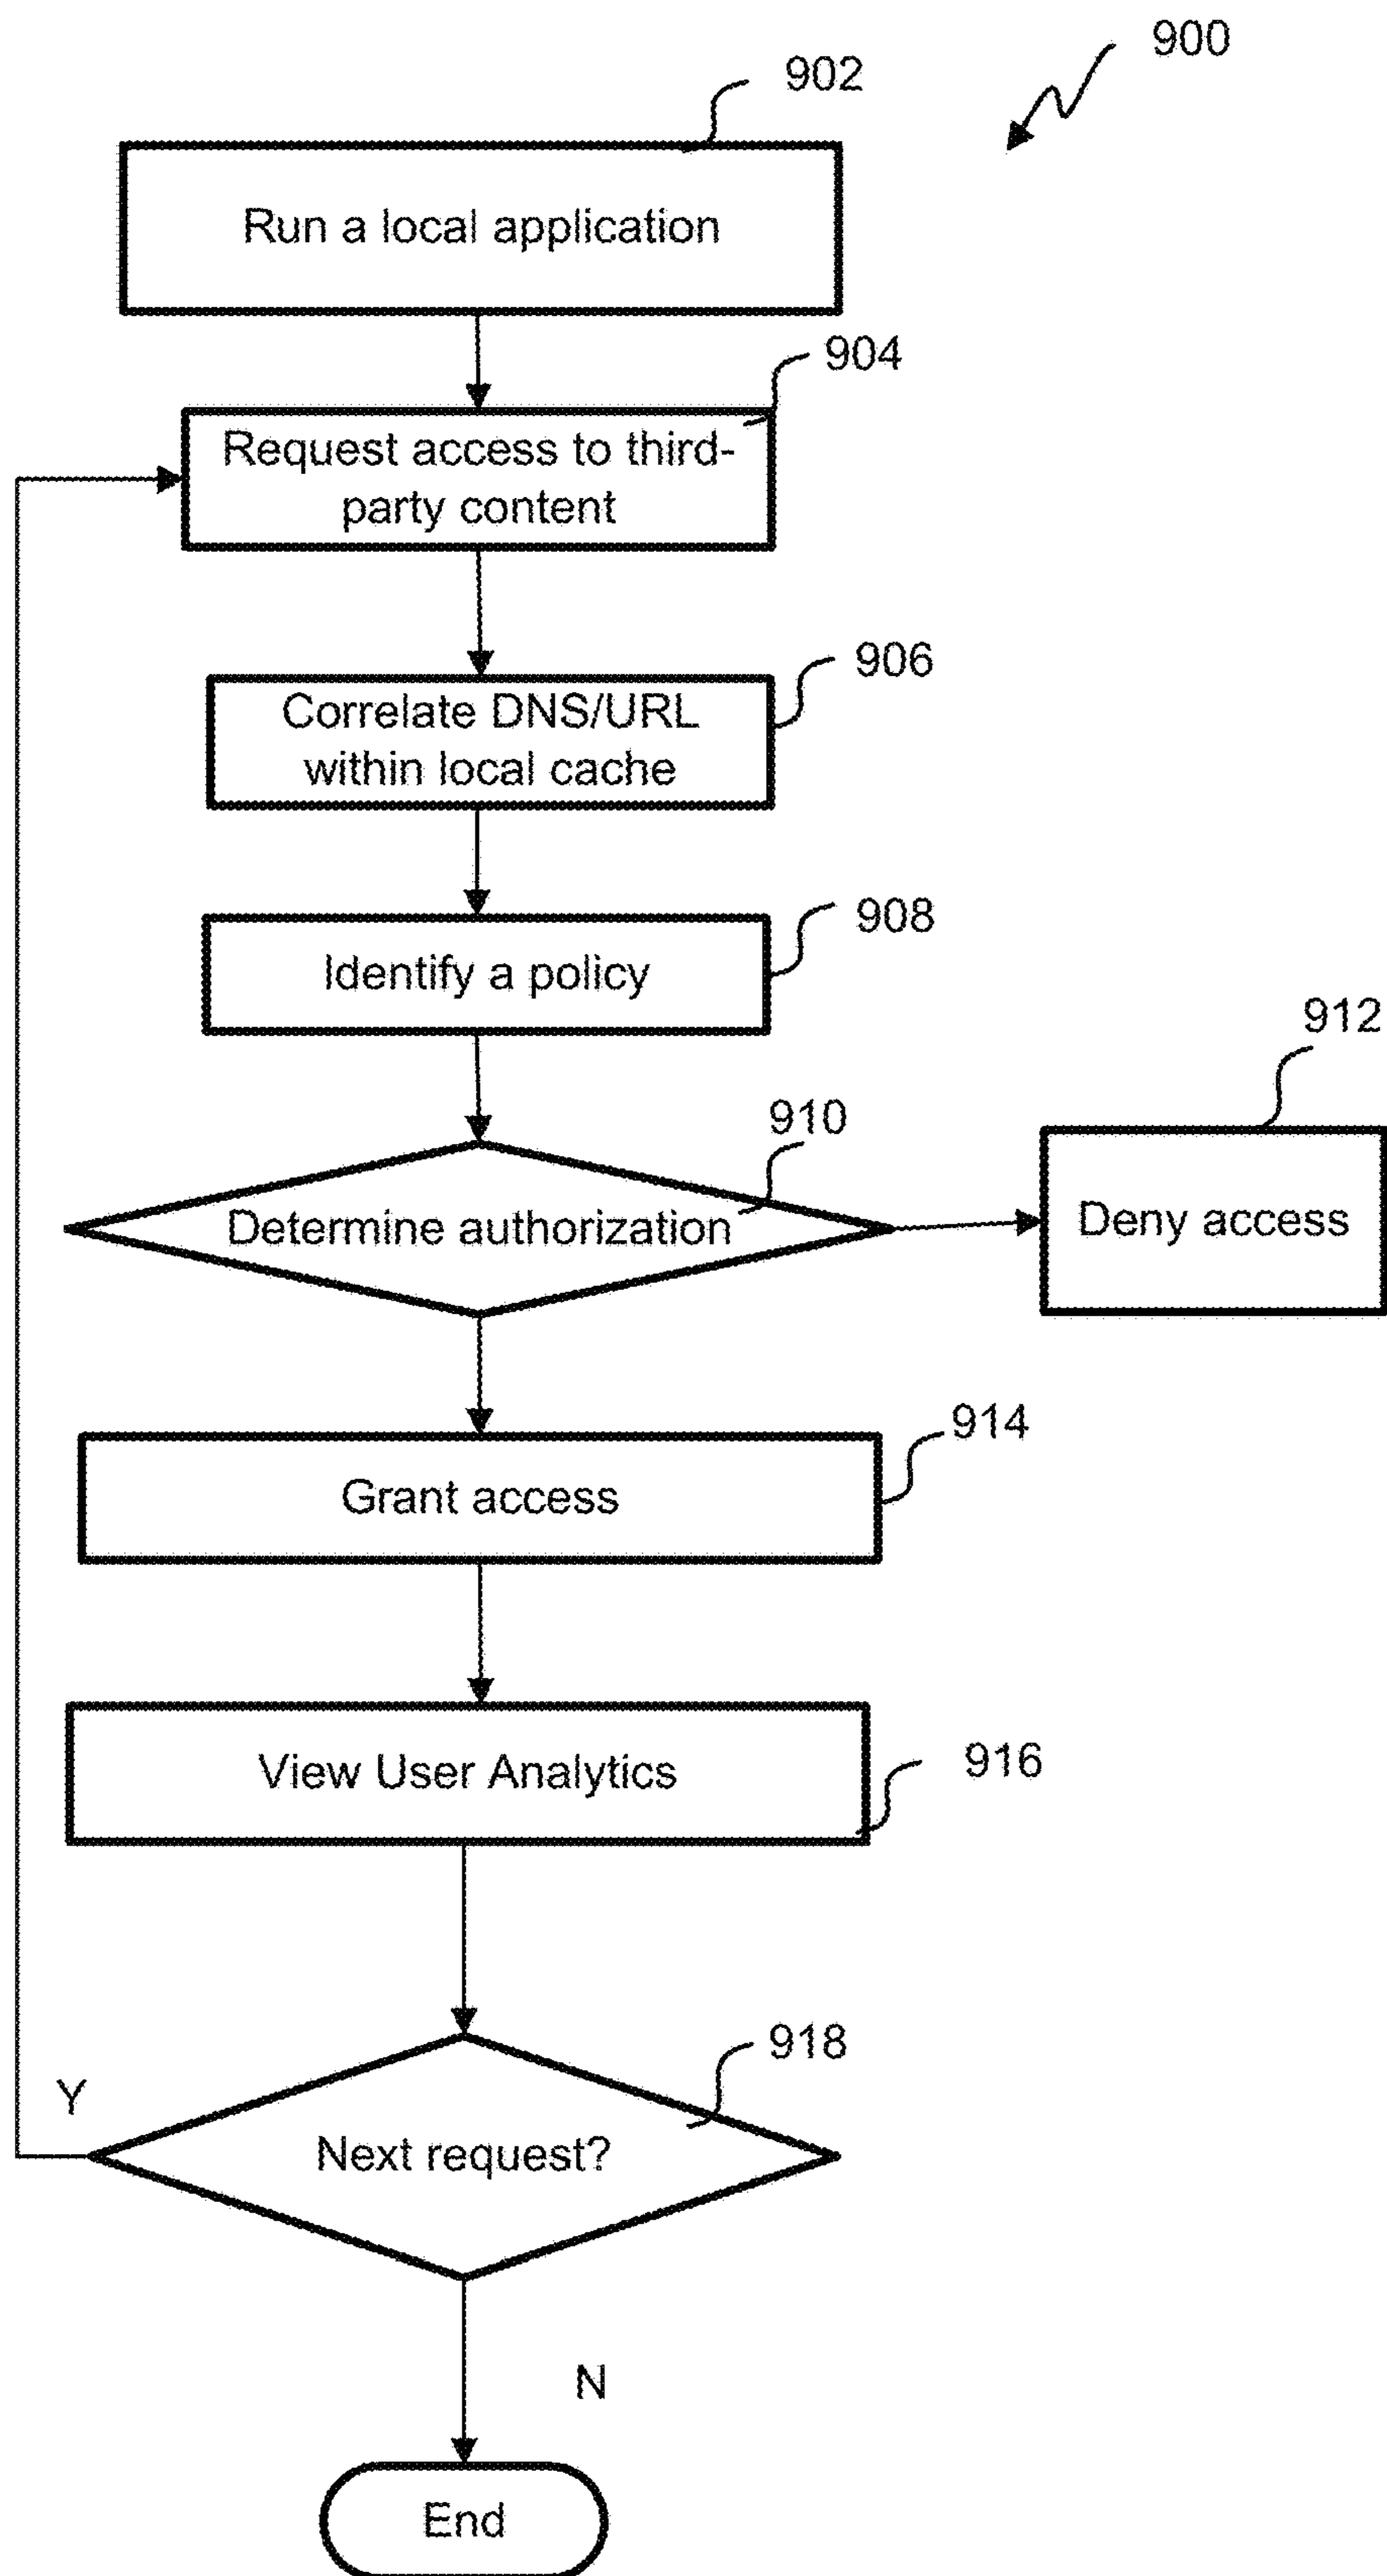 900
902
Run a local application
904
Request access to third-
party content
906
Correlate DNS/URL
within local cache
908
Identify a policy
912
910
Determine authorization
Deny access
914
Grant access
View User Analytics
916
918
Y
Next request?
N
End